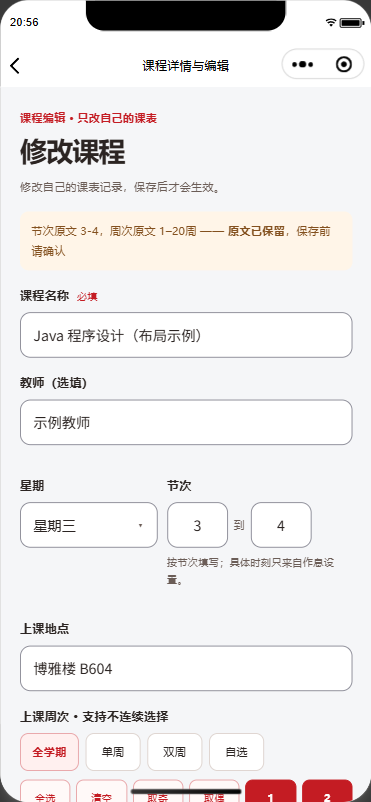 20:56
课程详情与编辑
课程编辑·只改自己的课表
修改课程
修改自己的课表记录，保存后才会生效。
节次原文 3-4，周次原文 1–20周 —— 原文已保留，保存前
请确认
课程名称 必填
Java 程序设计（布局示例）
教师（选填）
示例教师
星期 节次
星期三 3 到 4
按节次填写；具体时刻只来自作息设
置。
上课地点
博雅楼 B604
上课周次·支持不连续选择
全学期 单周 双周 自选
全选 清空 取奇 取偶 1 2